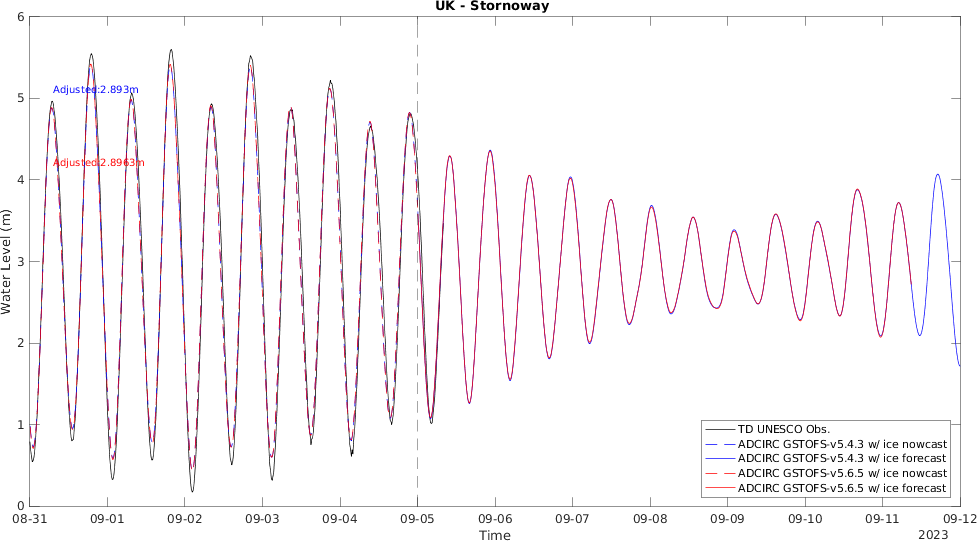 UK - Stornoway
6
5
4
3
2
1
0
Water Level (m)
Adjusted:2.893m
Adjusted:2.8963m
TD UNESCO Obs.
ADCIRC GSTOFS-v5.4.3 w/ ice nowcast
ADCIRC GSTOFS-v5.4.3 w/ ice forecast
ADCIRC GSTOFS-v5.6.5 w/ ice nowcast
ADCIRC GSTOFS-v5.6.5 w/ ice forecast
08-31 09-01 09-02 09-03 09-04 09-05 09-06 09-07 09-08 09-09 09-10 09-11 09-12
Time
2023